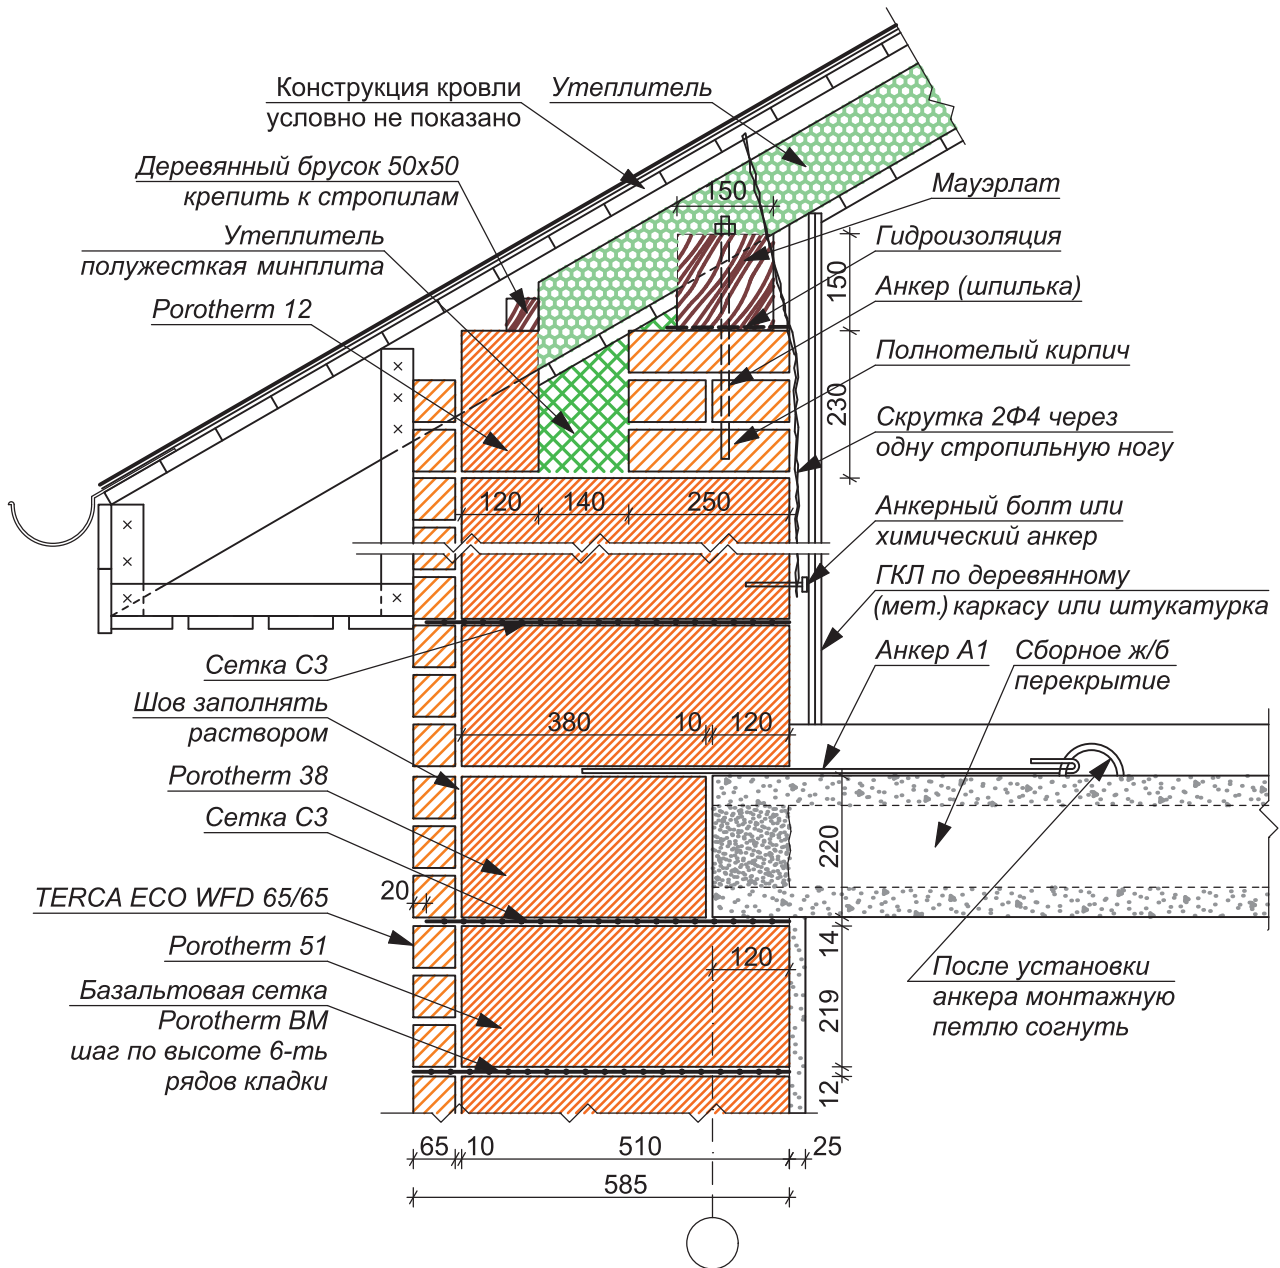 Конструкция кровли
условно не показано
Утеплитель
Деревянный брусок 50х50
крепить к стропилам
150
Мауэрлат
Утеплитель
полужесткая минплита
Гидроизоляция
150
Анкер (шпилька)
Porotherm 12
Полнотелый кирпич
230
Скрутка 2Ф4 через
одну стропильную ногу
120
140
250
Анкерный болт или
химический анкер
ГКЛ по деревянному
(мет.) каркасу или штукатурка
Сетка С3
Анкер А1
Сборное ж/б
перекрытие
Шов заполнять
раствором
380
10
120
Porotherm 38
Сетка С3
220
20
TERCA ECO WFD 65/65
Porotherm 51
120
14
После установки
анкера монтажную
петлю согнуть
Базальтовая сетка
Porotherm BM
шаг по высоте 6-ть
рядов кладки
219
12
65
10
510
25
585